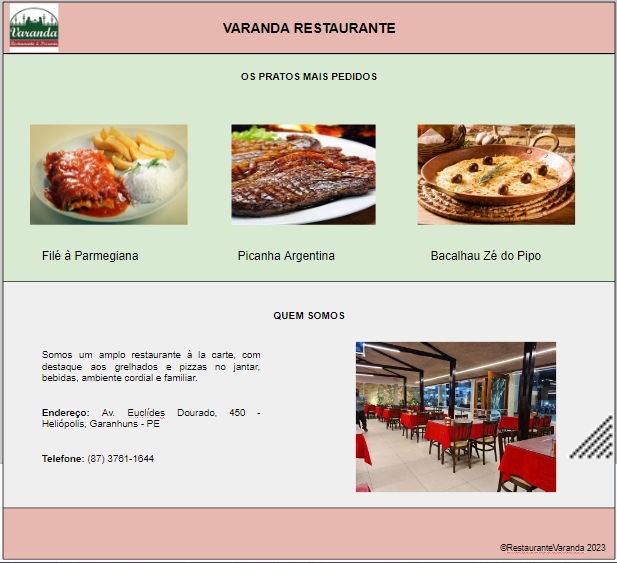 Varanda
VARANDA RESTAURANTE
OS PRATOS MAIS PEDIDOS
Filé à Parmegiana
Picanha Argentina
Bacalhau Zé do Pipo
QUEM SOMOS
Somos um amplo restaurante à la carte, com
destaque aos grelhados e pizzas no jantar,
bebidas, ambiente cordial e familiar.
Endereço: Av. Euclídes Dourado, 450 -
Heliópolis, Garanhuns - PE
Telefone: (87) 3761-1644
©RestauranteVaranda 2023